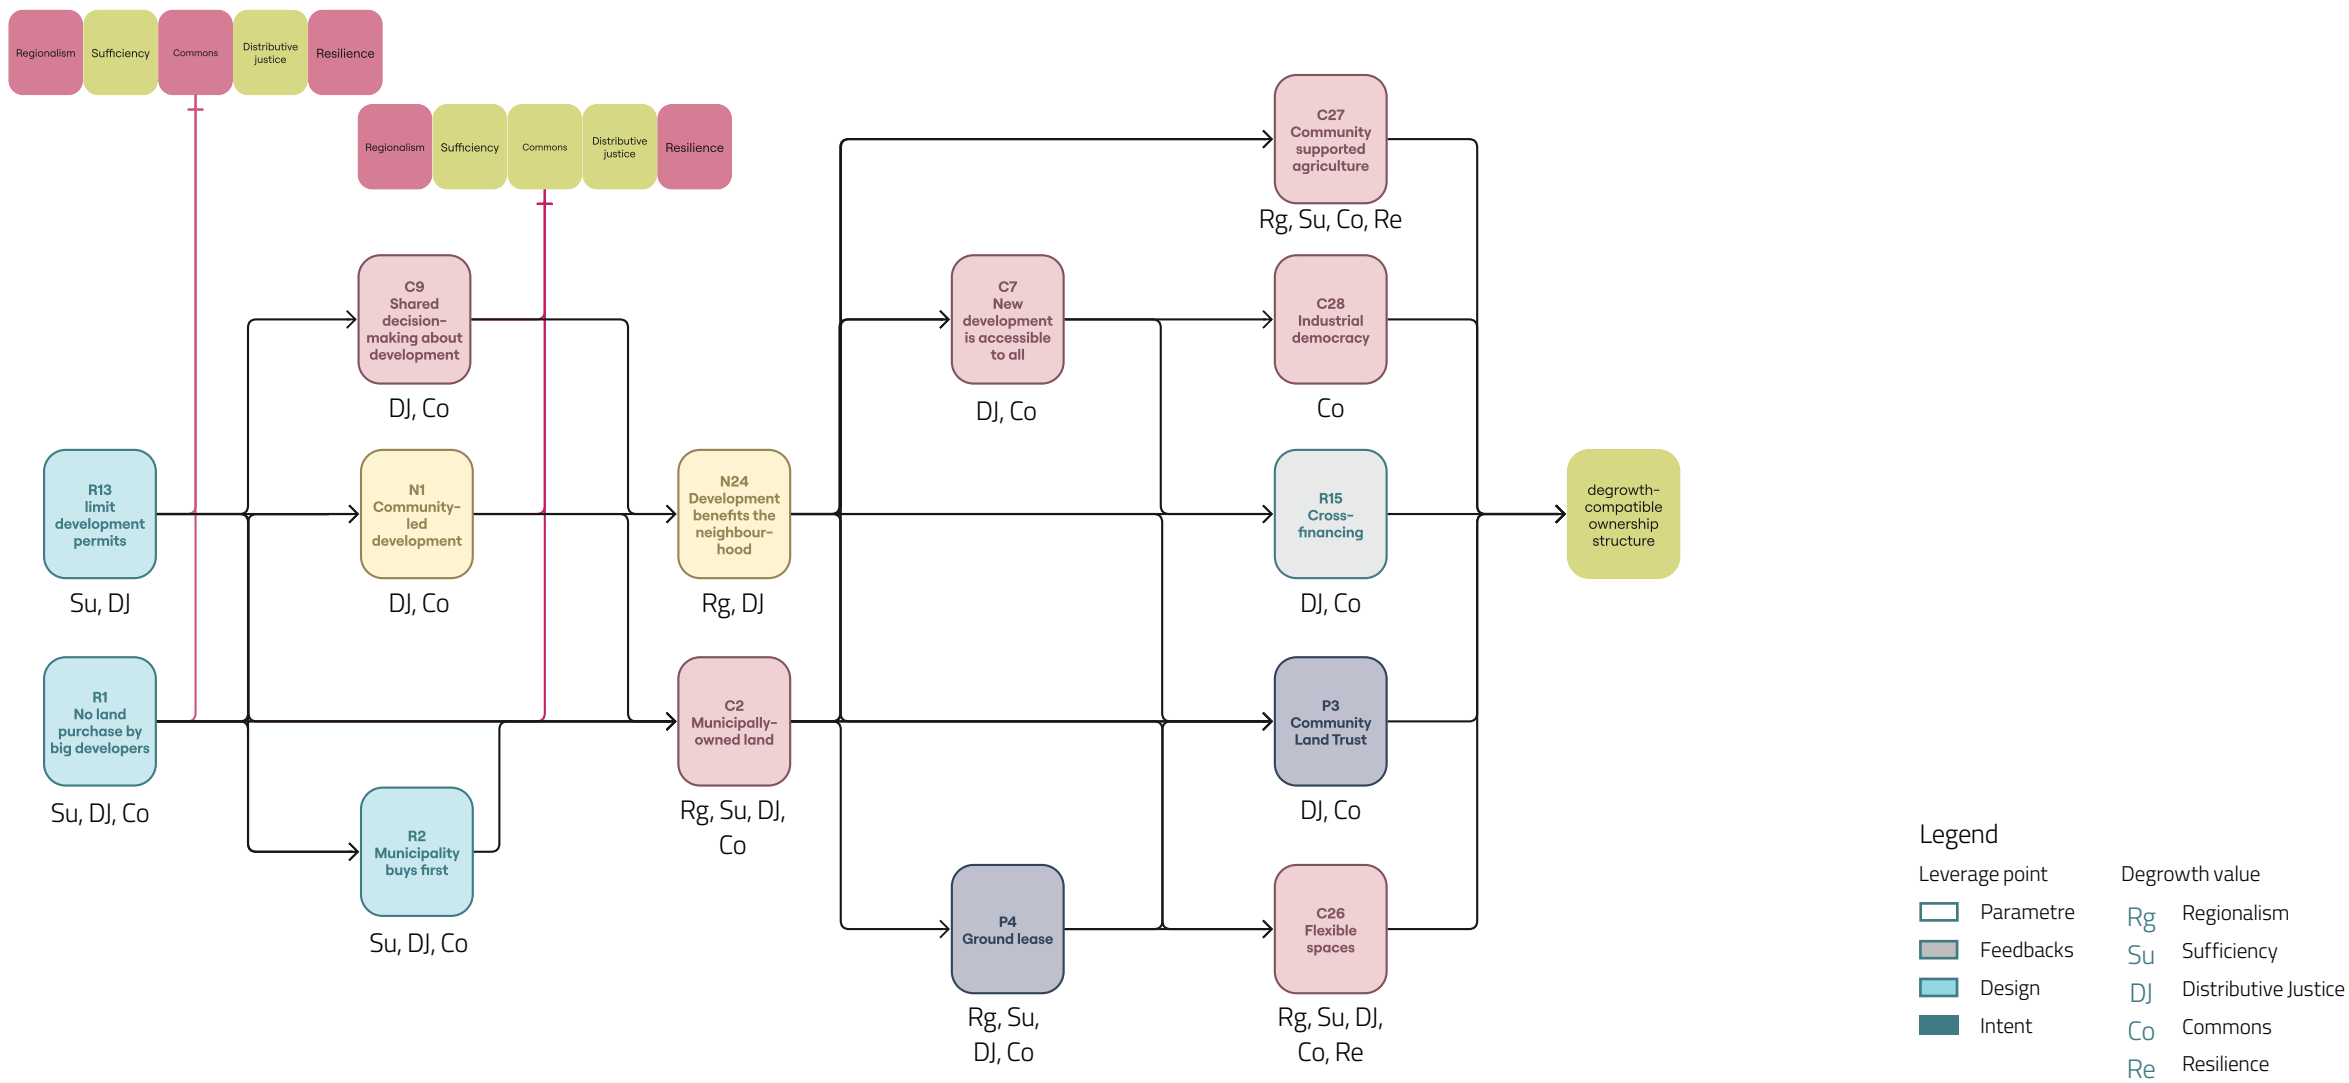 Regionalism
Sufficiency
Commons
Distributive
justice
Resilience
Regionalism
Sufficiency
Commons
Distributive
justice
Resilience
C27
Community
supported
agriculture
Rg, Su, Co, Re
C9
Shared
decision-
making about
development
DJ, Co
C7
New
development
is accessible
to all
DJ, Co
C28
Industrial
democracy
Co
R13
limit
development
permits
Su, DJ
N1
Community-
led
development
DJ, Co
N24
Development
benefits the
neighbour-
hood
Rg, DJ
R15
Cross-
financing
DJ, Co
degrowth-
compatible
ownership
structure
R1
No land
purchase by
big developers
Su, DJ, Co
C2
Municipally-
owned land
Rg, Su, DJ,
Co
P3
Community
Land Trust
DJ, Co
R2
Municipality
buys first
Su, DJ, Co
P4
Ground lease
Rg, Su,
DJ, Co
C26
Flexible
spaces
Rg, Su, DJ,
Co, Re
Legend
Leverage point
Parametre
Feedbacks
Design
Intent
Degrowth value
Rg Regionalism
Su Sufficiency
DJ Distributive Justice
Co Commons
Re Resilience